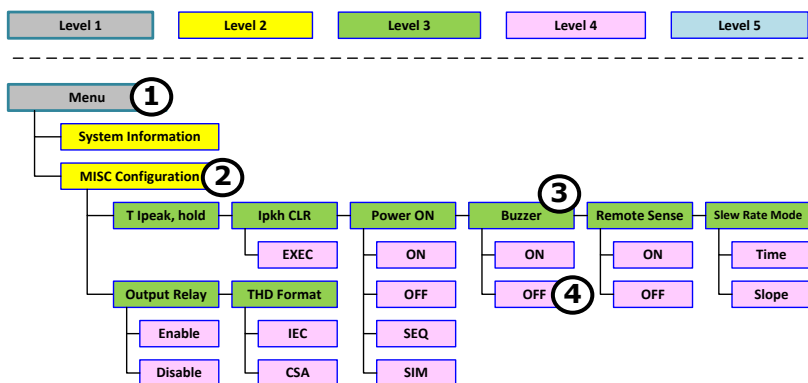 Level 1 Level 2 Level 3 Level 4 Level 5
Menu 1
System Information
MISC Configuration 2
3
T Ipeak, hold Ipkh CLR Power ON Buzzer Remote Sense Slew Rate Mode
EXEC ON ON ON Time
OFF OFF 4 OFF Slope
Output Relay THD Format
Enable IEC SEQ
Disable CSA SIM